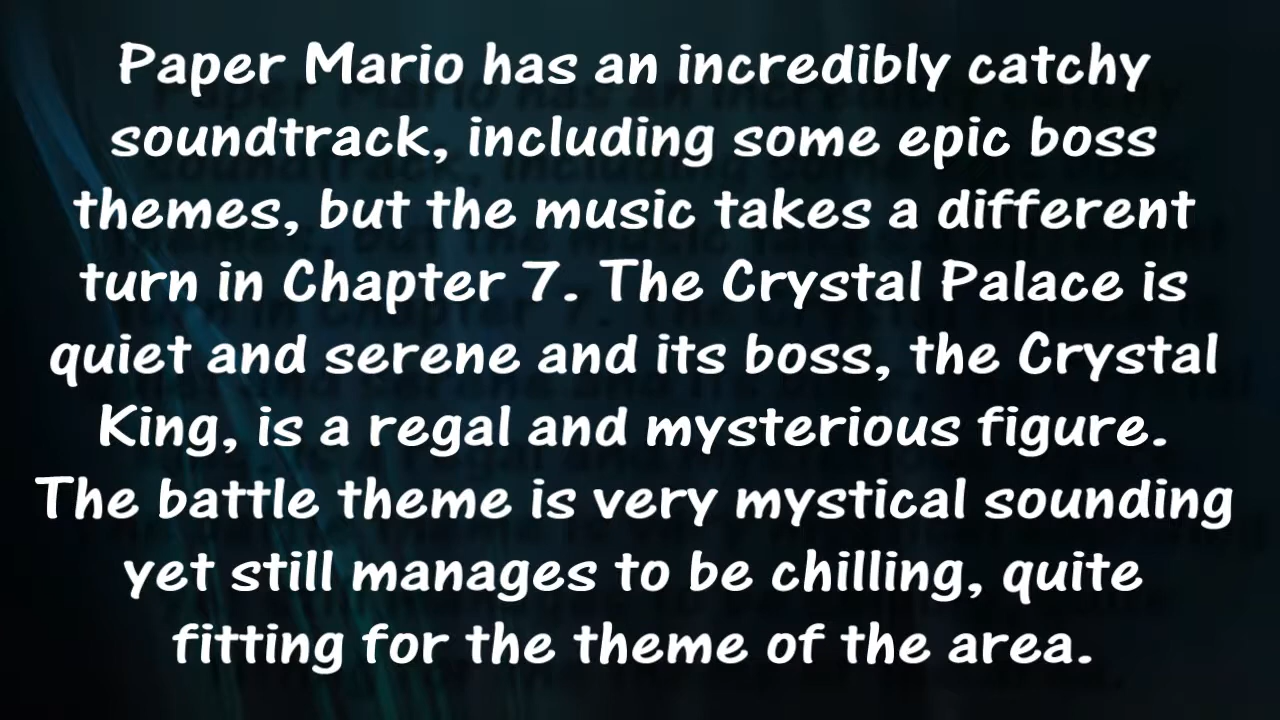 Paper Mario has an incredibly catchy
soundtrack, including some epic boss
themes, but the music takes a different
turn in Chapter 7. The Crystal Palace is
quiet and serene and its boss, the Crystal
King, is a regal and mysterious figure.
The battle theme is very mystical sounding
yet still manages to be chilling, quite
fitting for the theme of the area.